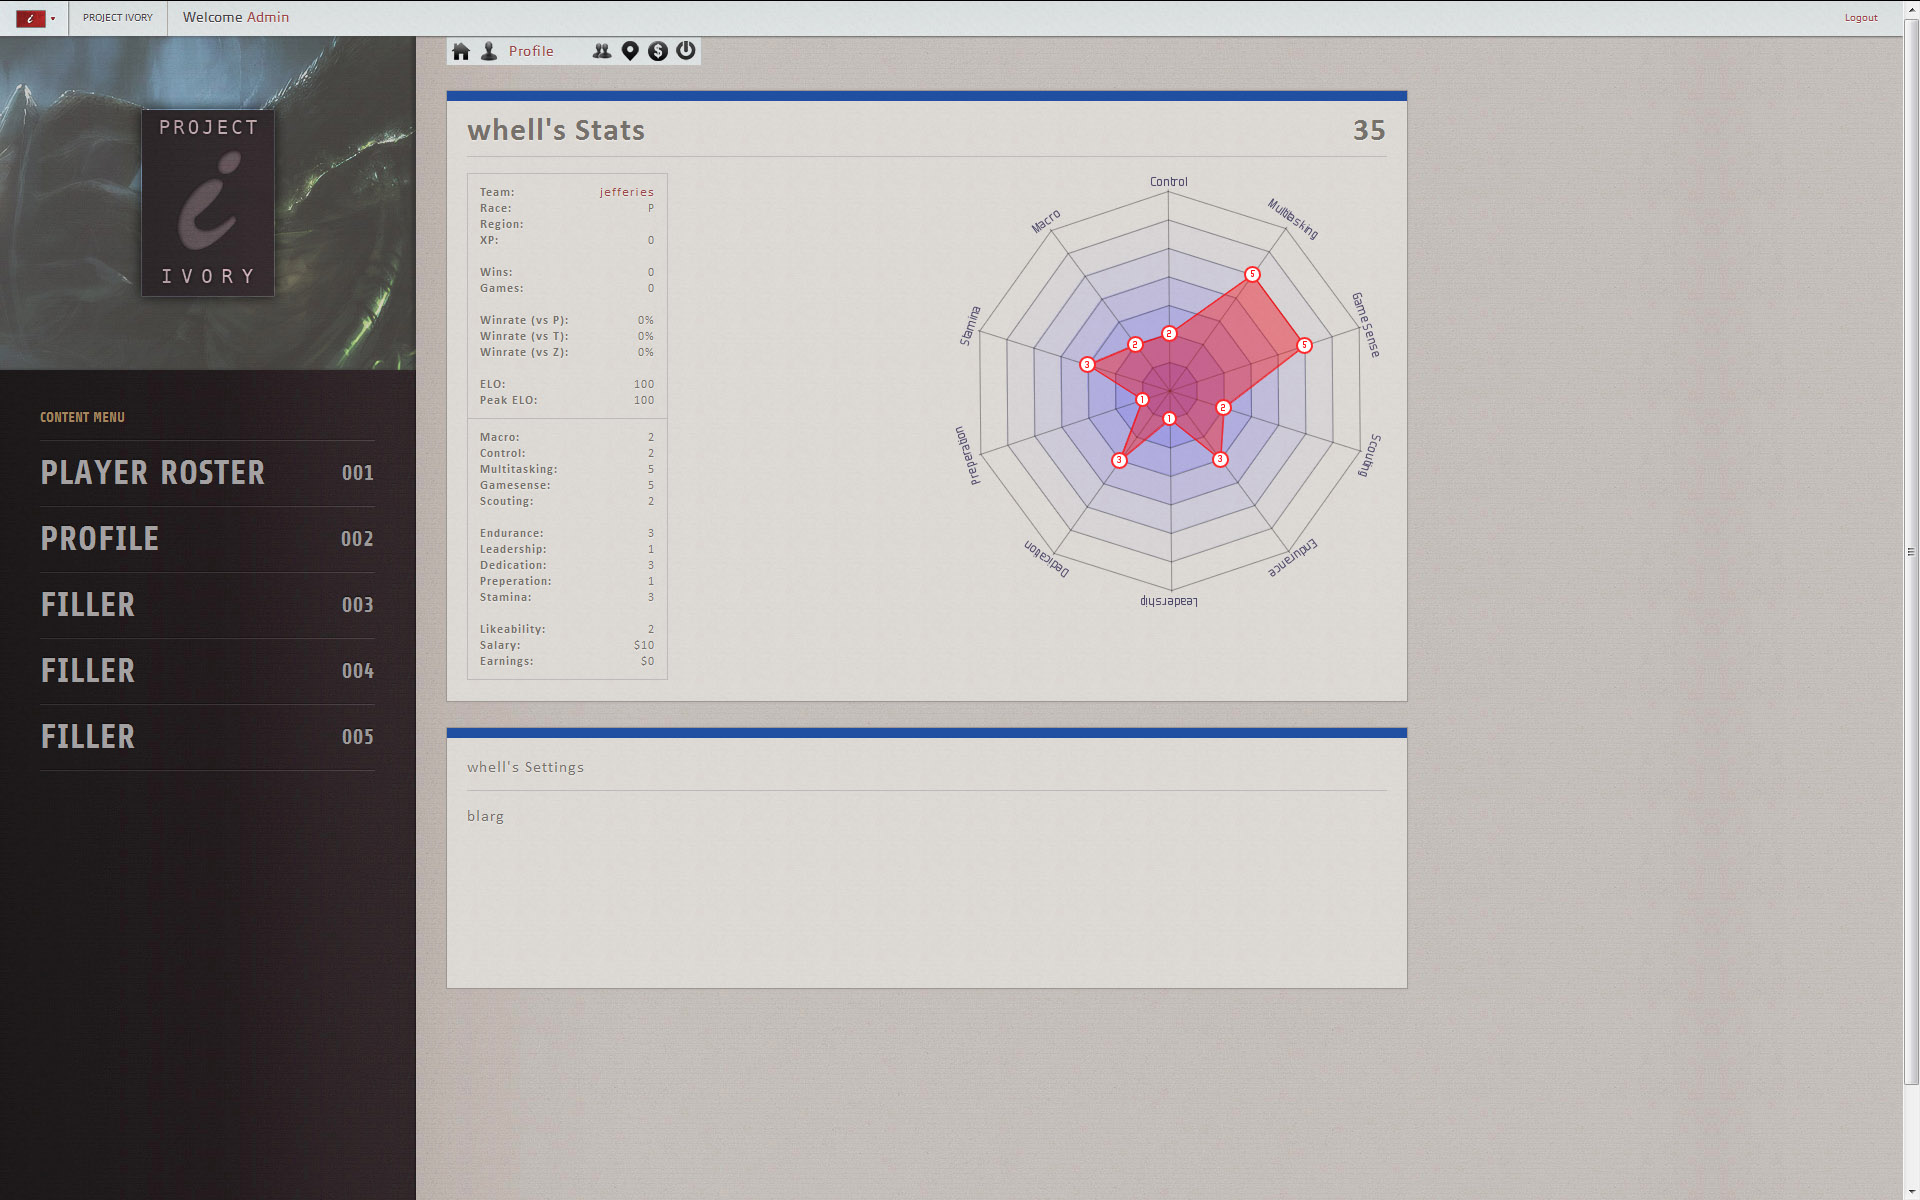 i PROJECT IVORY Welcome Admin Logout
Profile
PROJECT
i
IVORY
CONTENT MENU
PLAYER ROSTER 001
PROFILE 002
FILLER 003
FILLER 004
FILLER 005
whell's Stats 35
Team: jefferies
Race: P
Region:
XP: 0
Wins: 0
Games: 0
Winrate (vs P): 0%
Winrate (vs T): 0%
Winrate (vs Z): 0%
ELO: 100
Peak ELO: 100
Macro: 2
Control: 2
Multitasking: 5
Gamesense: 5
Scouting: 2
Endurance: 3
Leadership: 1
Dedication: 3
Preperation: 1
Stamina: 3
Likeability: 2
Salary: $10
Earnings: $0
Control
Multitasking
Game Sense
Scouting
Endurance
Leadership
Dedication
Preperation
Stamina
Macro
2
5
5
2
3
1
3
1
3
2
whell's Settings
blarg